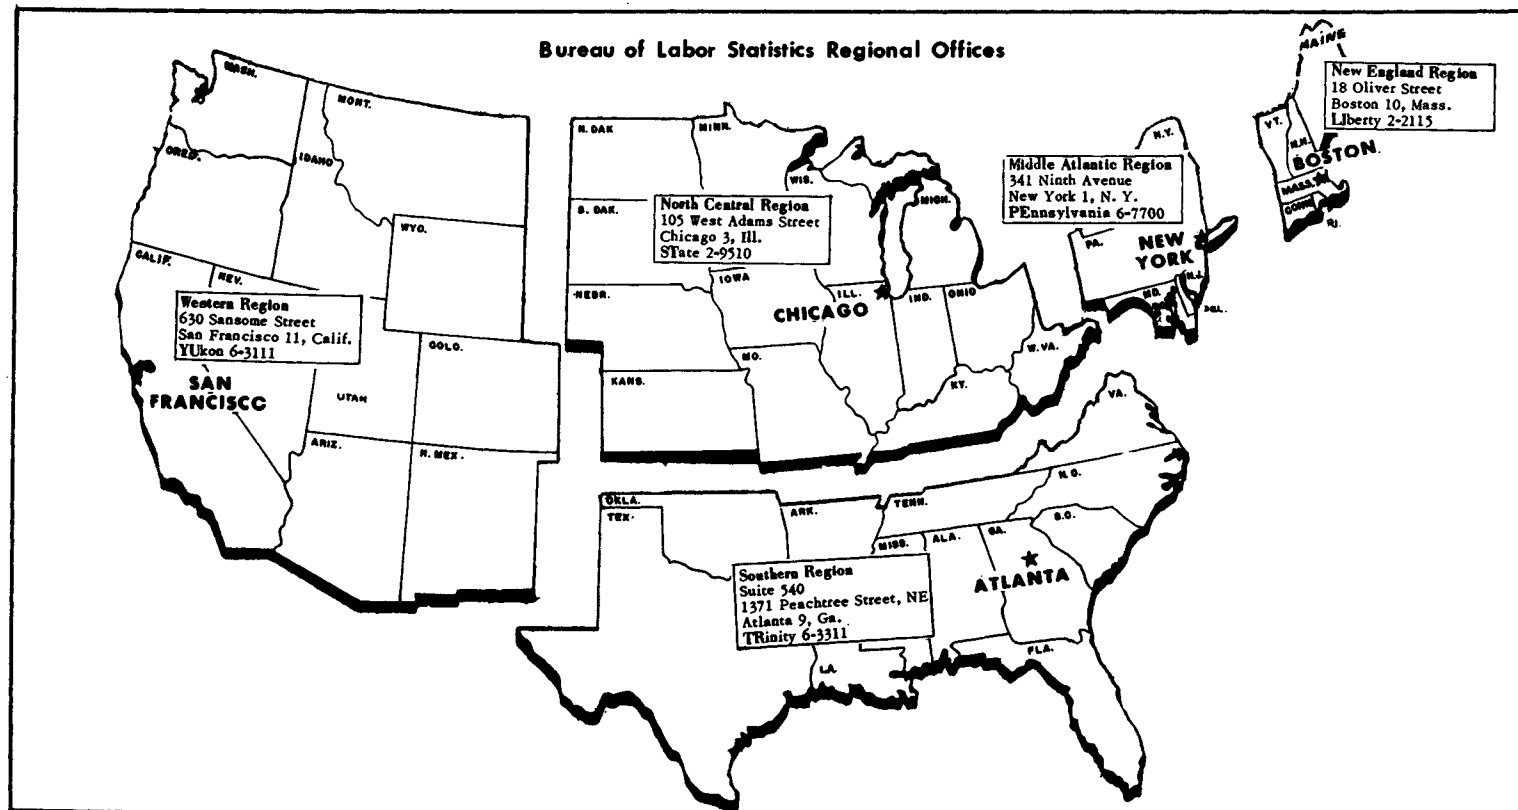 Bureau of Labor Statistics Regional Offices
MAINE
New England Region
18 Oliver Street
Boston 10, Mass.
LIberty 2-2115
VT.
N.H.
BOSTON
MASS.
CONN.
RI.
WASH.
MONT.
OREG.
IDAHO
WYO.
CALIF.
NEV.
Western Region
630 Sansome Street
San Francisco 11, Calif.
YUkon 6-3111
SAN
FRANCISCO
UTAH
COLO.
ARIZ.
N. MEX.
N. DAK
MINN.
WIS.
MICH.
S. DAK.
North Central Region
105 West Adams Street
Chicago 3, Ill.
STate 2-9510
NEBR.
IOWA
ILL.
IND.
OHIO
CHICAGO
KANS.
MO.
KY.
W. VA.
N.Y.
Middle Atlantic Region
341 Ninth Avenue
New York 1, N. Y.
PEnnsylvania 6-7700
PA.
NEW
YORK
N.J.
MD.
DEL.
VA.
N. C.
S.C.
OKLA.
TEX.
ARK.
TENN.
MISS.
ALA.
GA.
ATLANTA
Southern Region
Suite 540
1371 Peachtree Street, NE
Atlanta 9, Ga.
TRinity 6-3311
LA.
FLA.